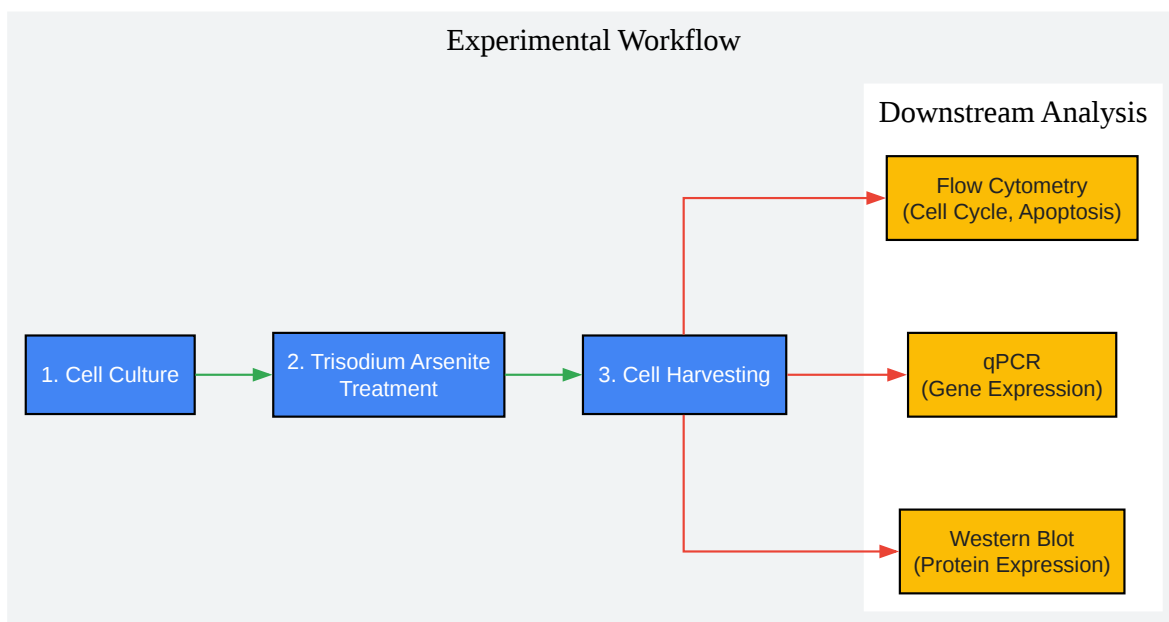 Experimental Workflow
Downstream Analysis
Flow Cytometry
(Cell Cycle, Apoptosis)
1. Cell Culture
2. Trisodium Arsenite
Treatment
3. Cell Harvesting
qPCR
(Gene Expression)
Western Blot
(Protein Expression)